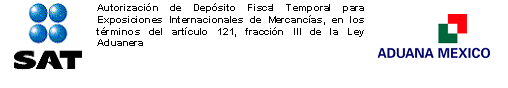 Autorización de Depósito Fiscal Temporal para
Exposiciones Internacionales de Mercancías, en los
términos del artículo 121, fracción III de la Ley
Aduanera
SAT
ADUANA MEXICO